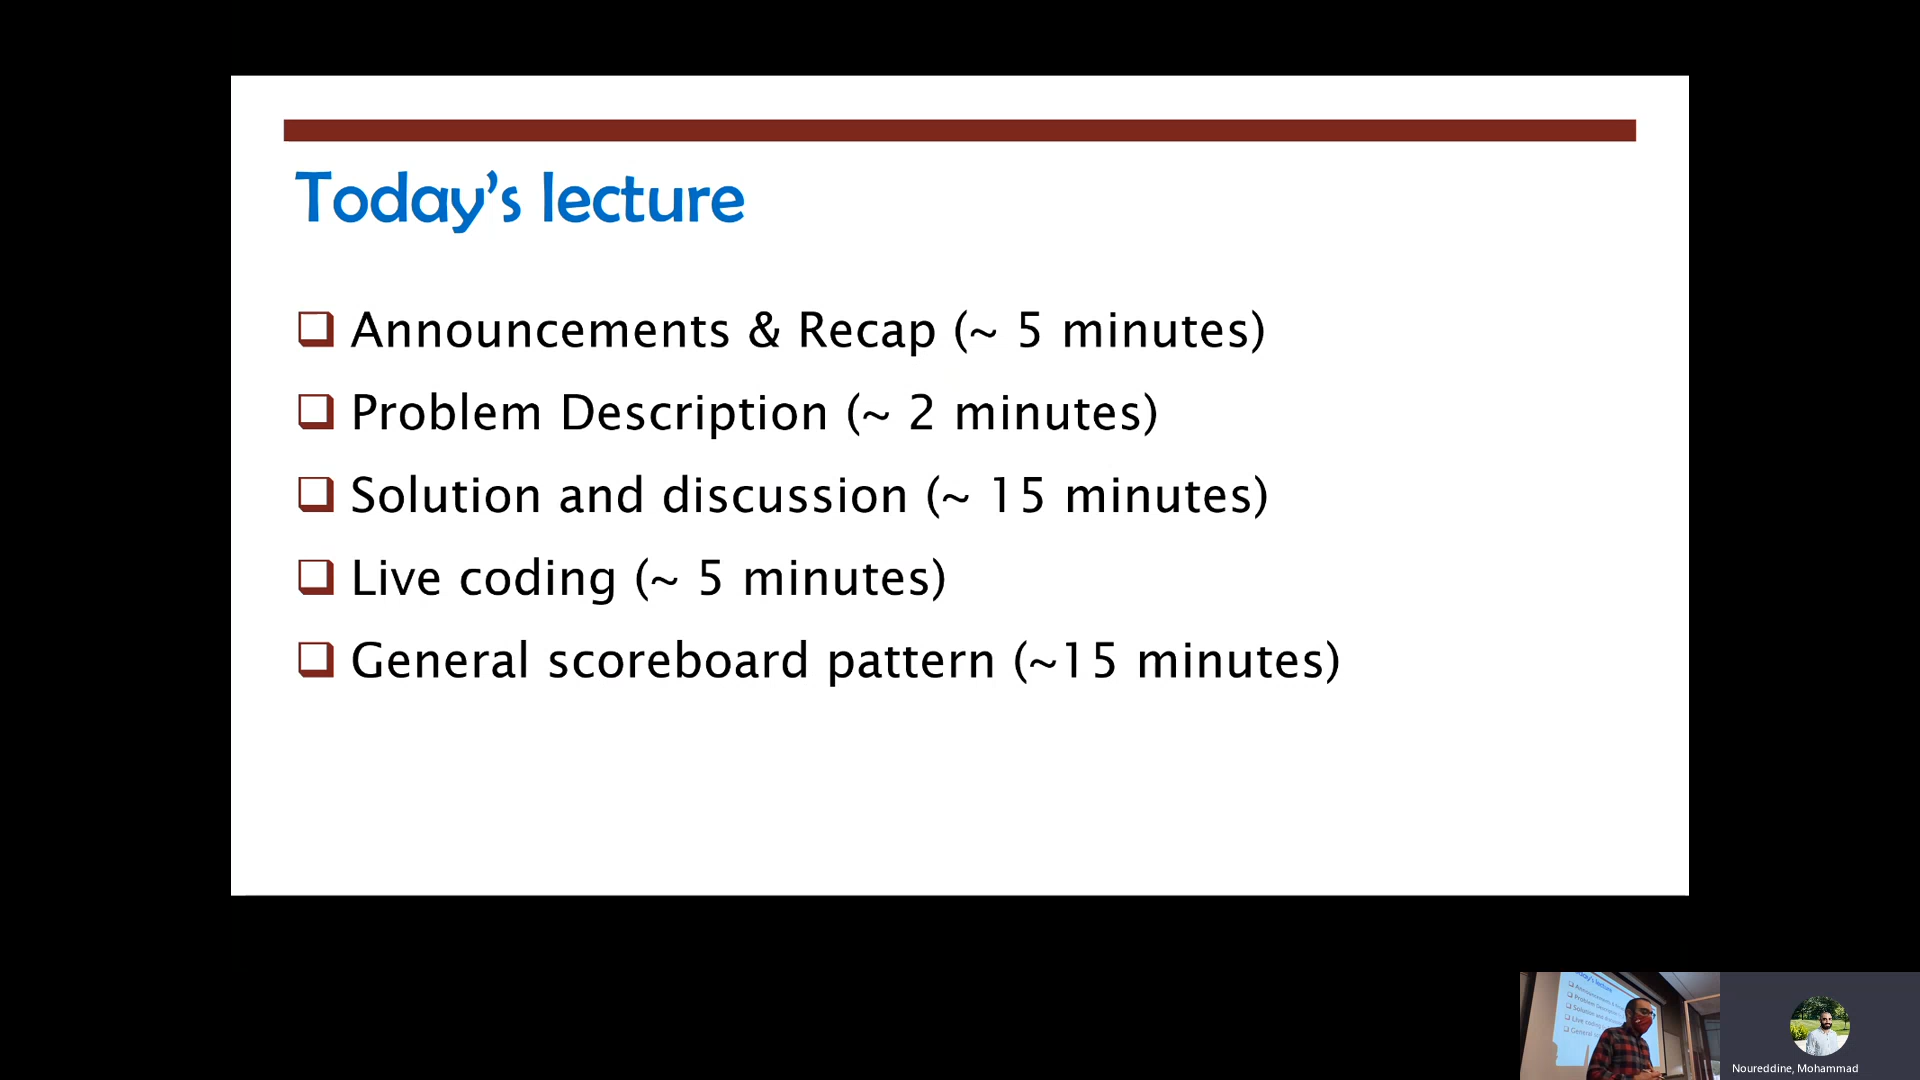 Today’s lecture
Announcements & Recap (~ 5 minutes)
Problem Description (~ 2 minutes)
Solution and discussion (~ 15 minutes)
Live coding (~ 5 minutes)
General scoreboard pattern (~15 minutes)
Noureddine, Mohammad